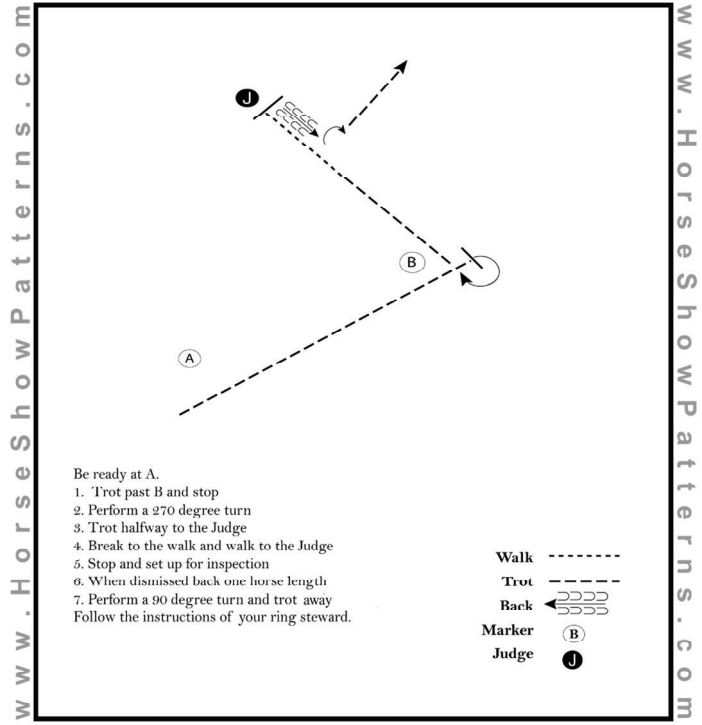 www.HorseShowPatterns.com
www.HorseShowPatterns.com
J
B
A
Be ready at A.
1. Trot past B and stop
2. Perform a 270 degree turn
3. Trot halfway to the Judge
4. Break to the walk and walk to the Judge
5. Stop and set up for inspection
6. When dismissed back one horse length
7. Perform a 90 degree turn and trot away
Follow the instructions of your ring steward.
Walk
Trot
Back
Marker B
Judge J